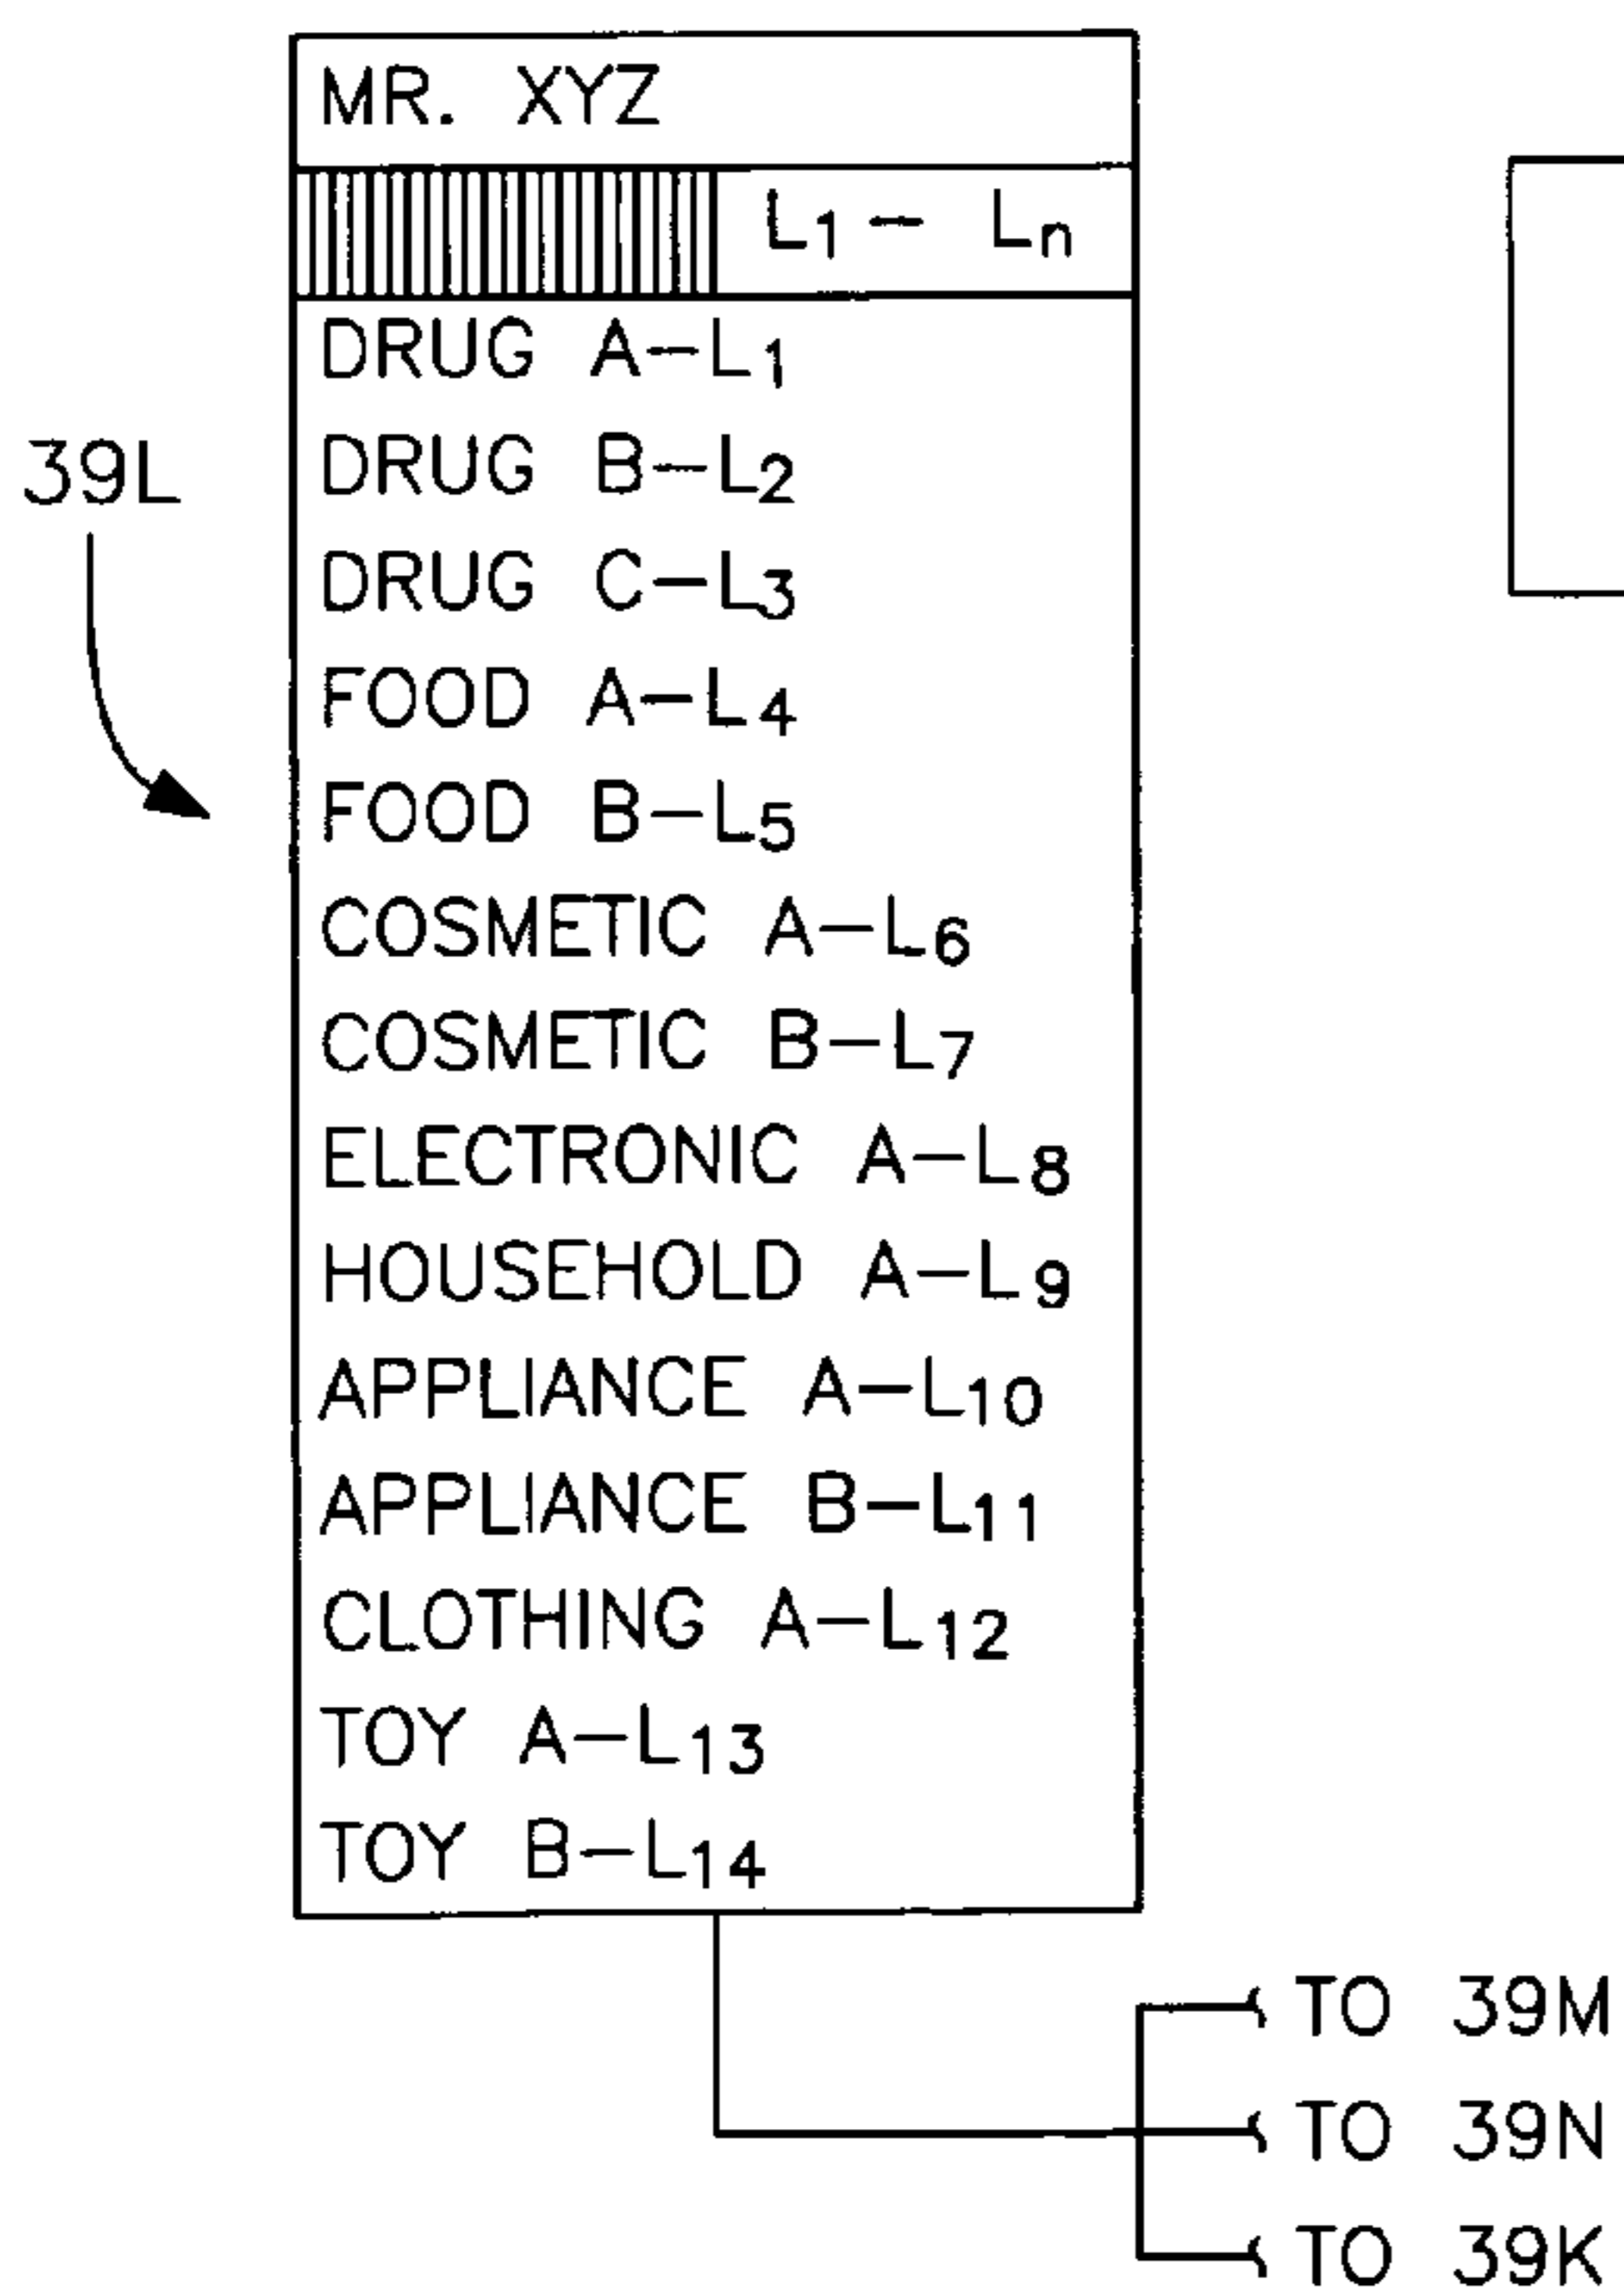 MR. XYZ
L₁ – Lₙ
DRUG A–L₁
DRUG B–L₂
DRUG C–L₃
FOOD A–L₄
FOOD B–L₅
COSMETIC A–L₆
COSMETIC B–L₇
ELECTRONIC A–L₈
HOUSEHOLD A–L₉
APPLIANCE A–L₁₀
APPLIANCE B–L₁₁
CLOTHING A–L₁₂
TOY A–L₁₃
TOY B–L₁₄
39L
TO 39M
TO 39N
TO 39K